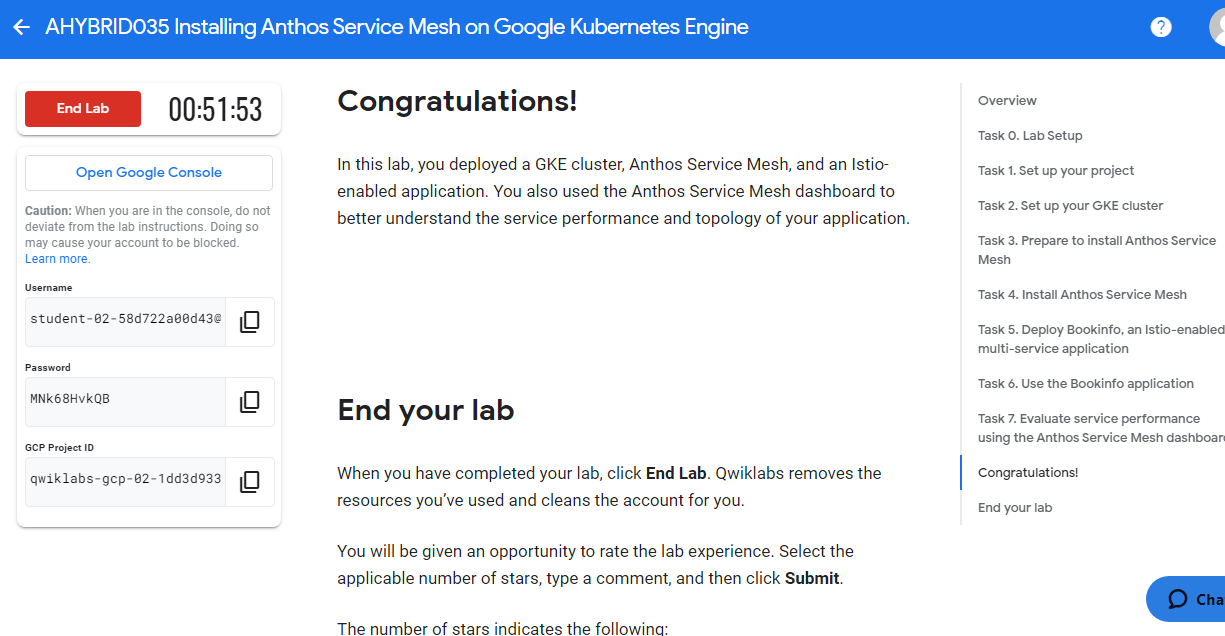 AHYBRID035 Installing Anthos Service Mesh on Google Kubernetes Engine
?
End Lab
00:51:53
Open Google Console
Caution: When you are in the console, do not
deviate from the lab instructions. Doing so
may cause your account to be blocked.
Learn more.
Username
student-02-58d722a00d43@
Password
MNk68HvkQB
GCP Project ID
qwiklabs-gcp-02-1dd3d933
Congratulations!
In this lab, you deployed a GKE cluster, Anthos Service Mesh, and an Istio-
enabled application. You also used the Anthos Service Mesh dashboard to
better understand the service performance and topology of your application.
End your lab
When you have completed your lab, click End Lab. Qwiklabs removes the
resources you’ve used and cleans the account for you.
You will be given an opportunity to rate the lab experience. Select the
applicable number of stars, type a comment, and then click Submit.
The number of stars indicates the following:
Overview
Task 0. Lab Setup
Task 1. Set up your project
Task 2. Set up your GKE cluster
Task 3. Prepare to install Anthos Service
Mesh
Task 4. Install Anthos Service Mesh
Task 5. Deploy Bookinfo, an Istio-enabled
multi-service application
Task 6. Use the Bookinfo application
Task 7. Evaluate service performance
using the Anthos Service Mesh dashboar
Congratulations!
End your lab
Cha